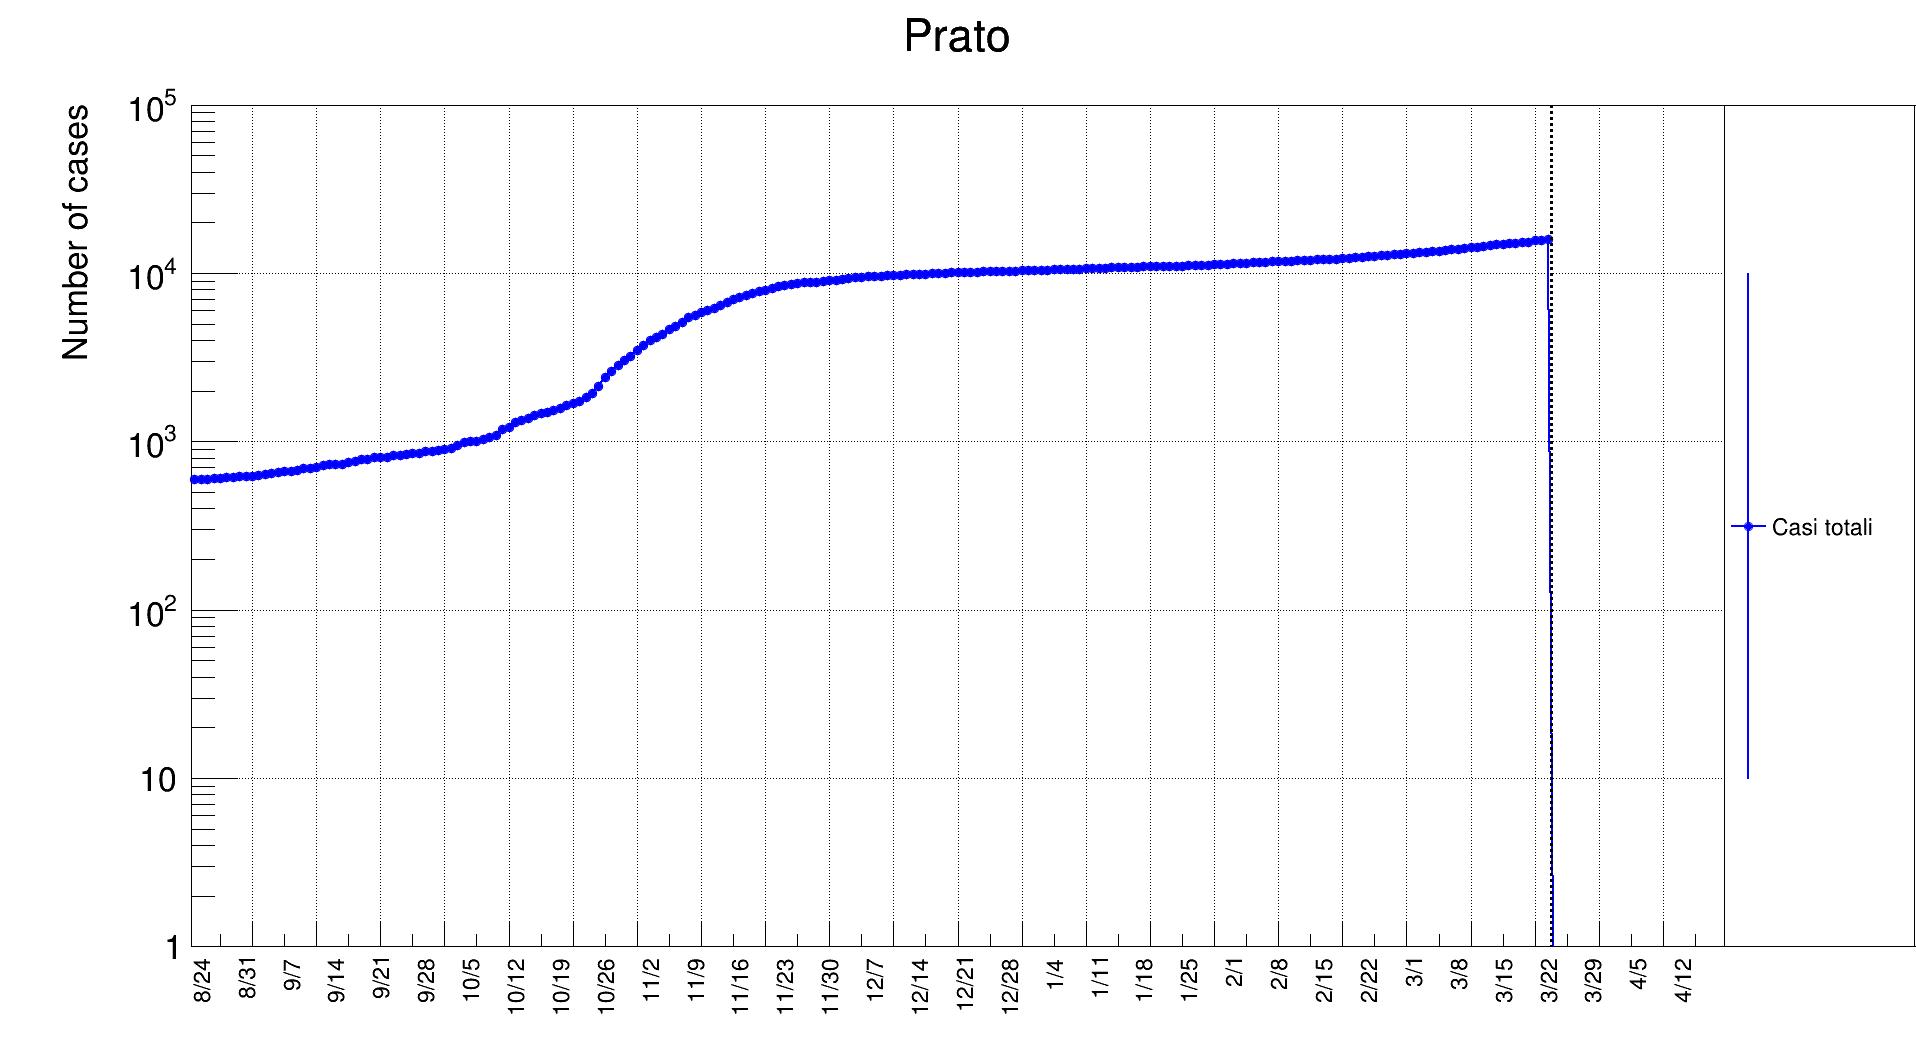 Prato
Number of cases
10^5
10^4
10^3
10^2
10
1
8/24 8/31 9/7 9/14 9/21 9/28 10/5 10/12 10/19 10/26 11/2 11/9 11/16 11/23 11/30 12/7 12/14 12/21 12/28 1/4 1/11 1/18 1/25 2/1 2/8 2/15 2/22 3/1 3/8 3/15 3/22 3/29 4/5 4/12
Casi totali